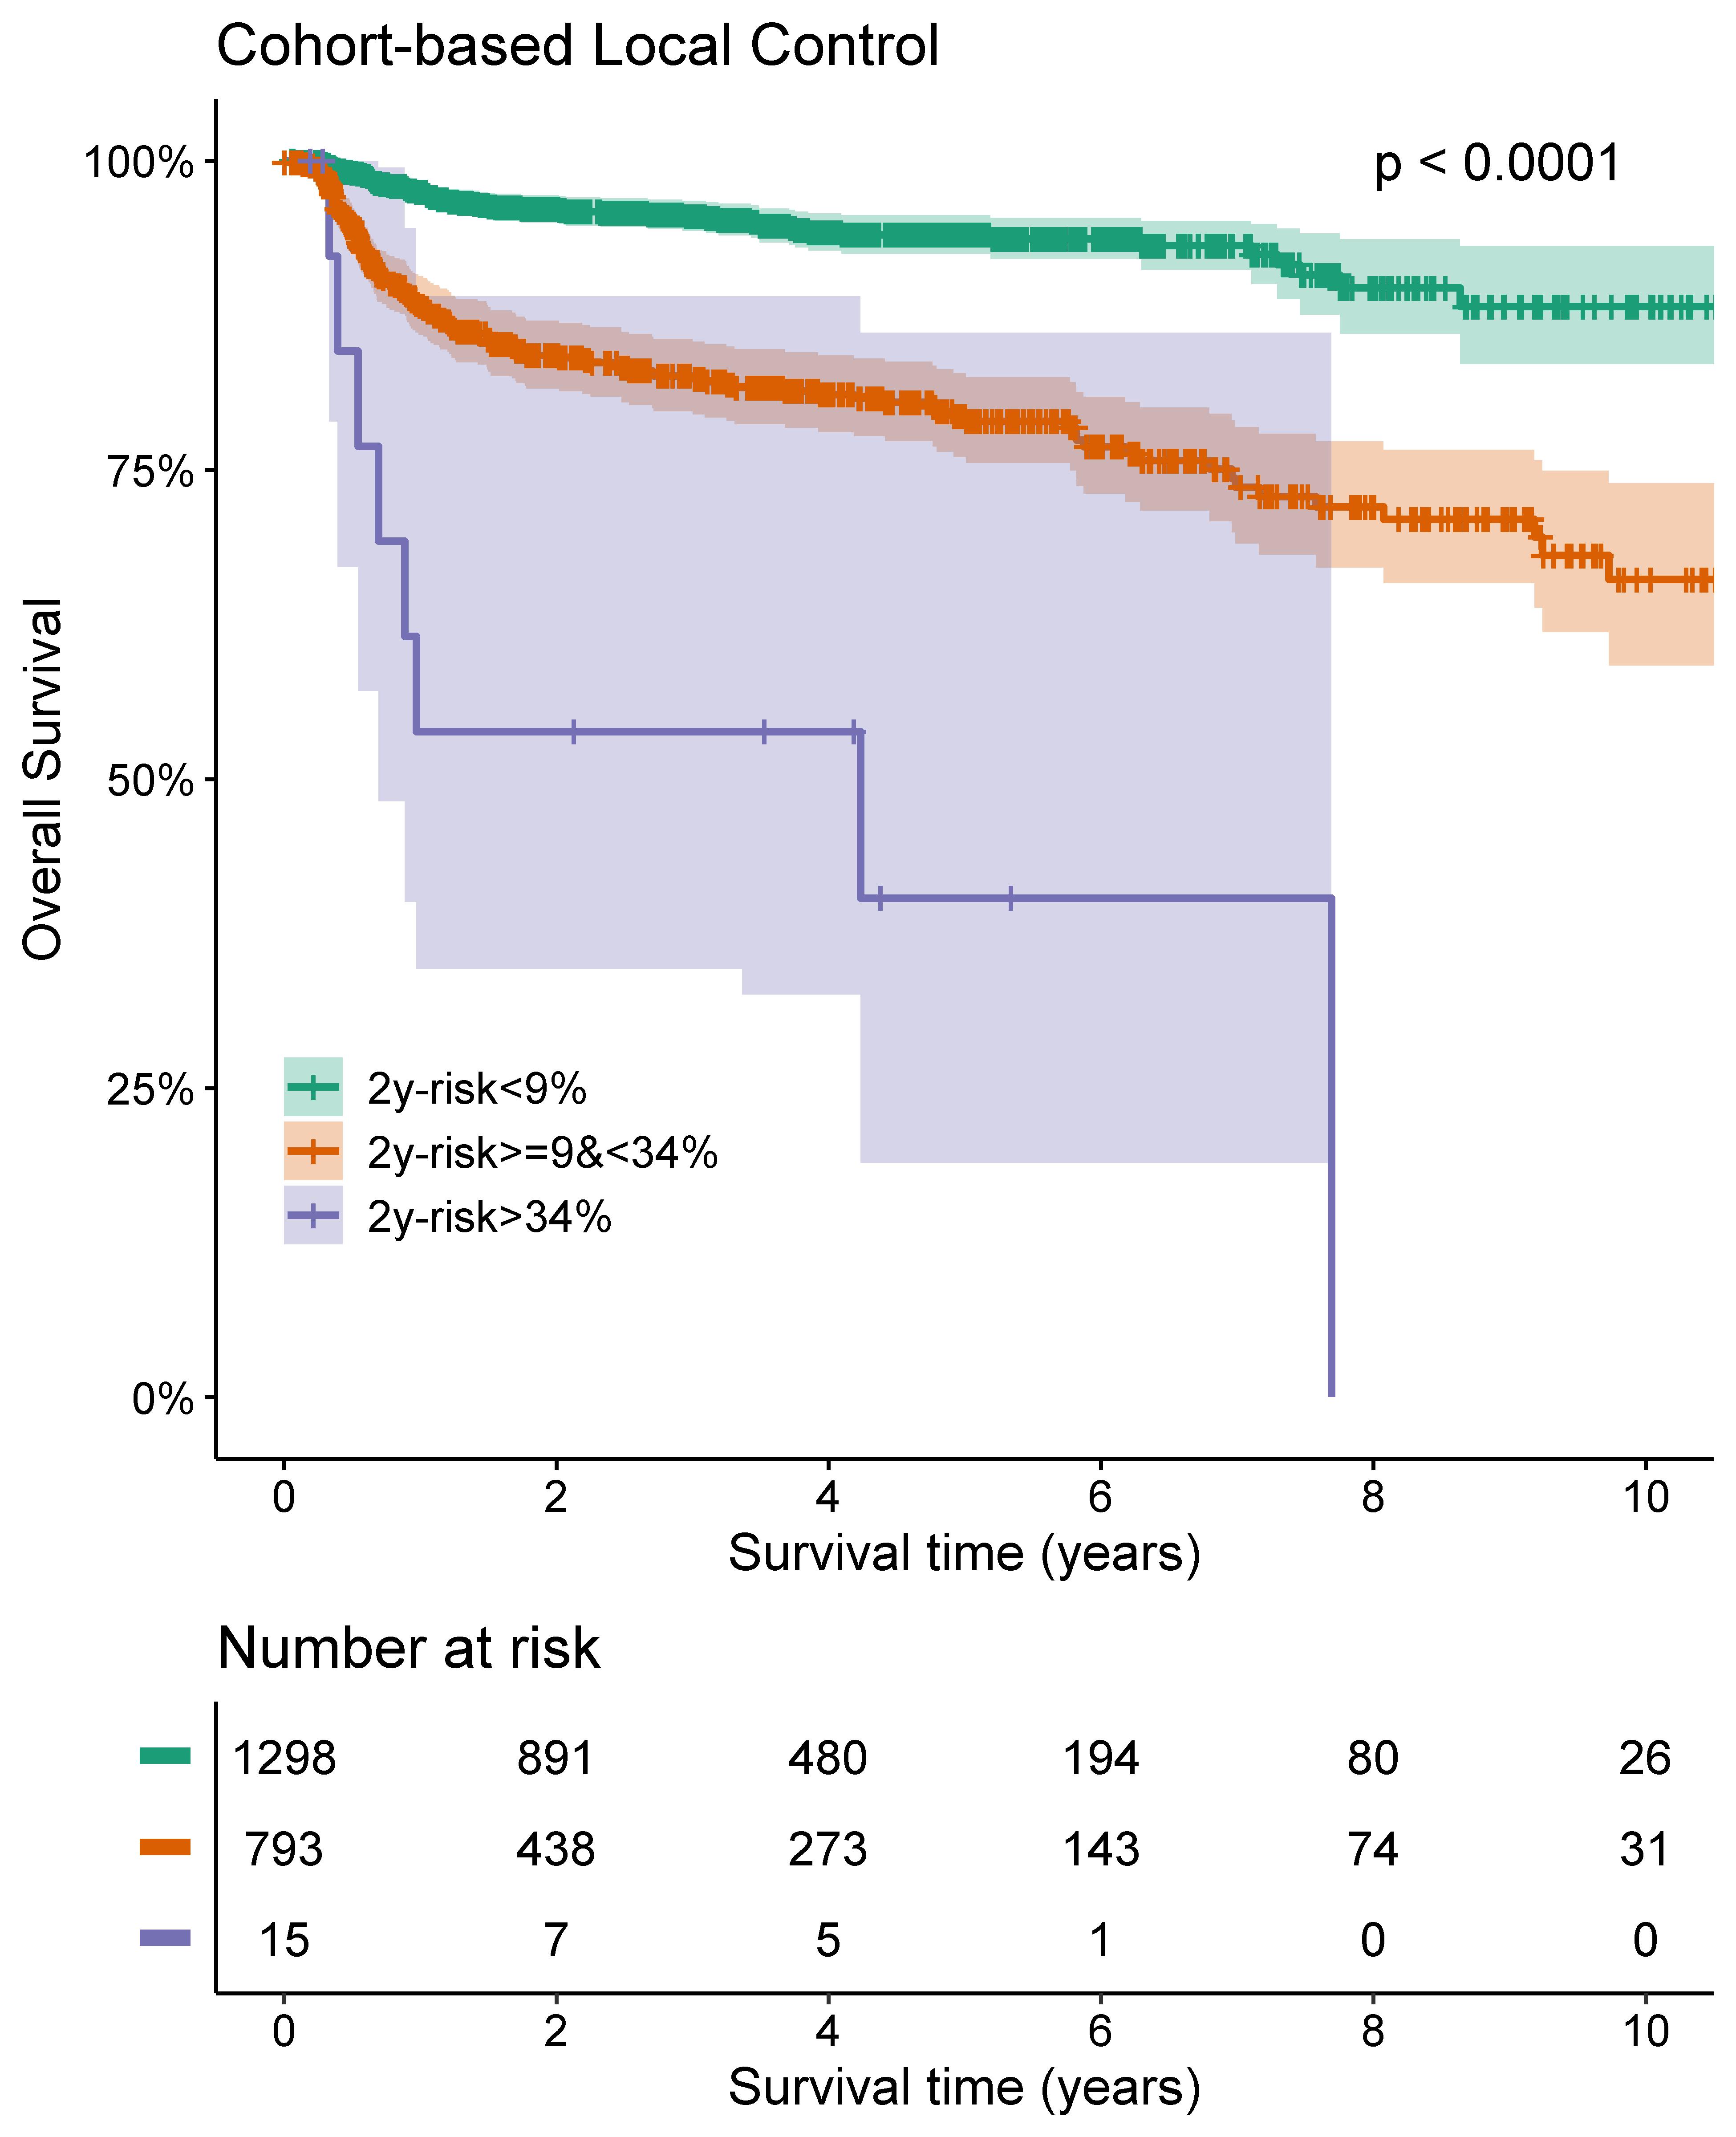 Cohort-based Local Control
p < 0.0001
100%
75%
50%
25%
0%
Overall Survival
2y-risk<9%
2y-risk>=9&<34%
2y-risk>34%
0 2 4 6 8 10
Survival time (years)
Number at risk
1298 891 480 194 80 26
793 438 273 143 74 31
15 7 5 1 0 0
0 2 4 6 8 10
Survival time (years)